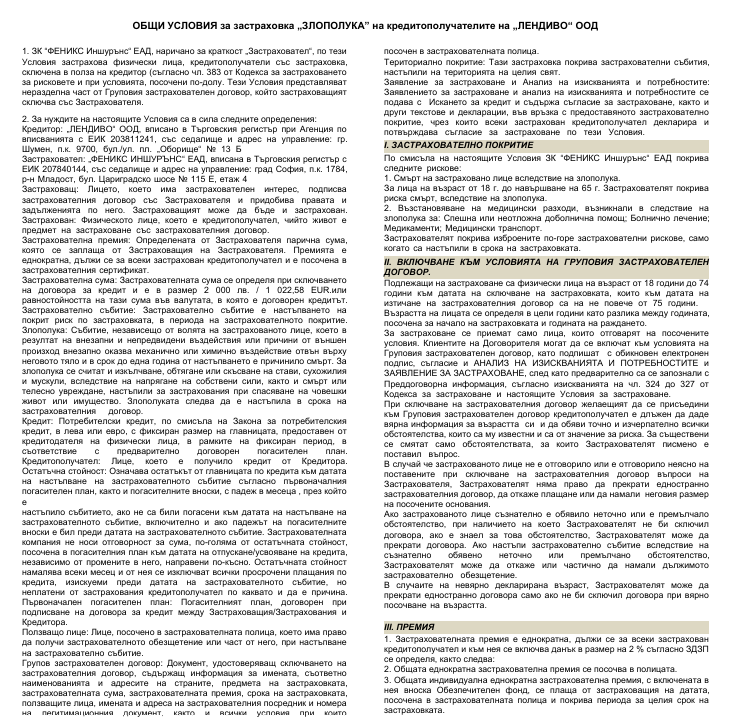 ОБЩИ УСЛОВИЯ за застраховка „ЗЛОПОЛУКА” на кредитополучателите на „ЛЕНДИВО“ ООД
1. ЗК “ФЕНИКС Иншурънс“ ЕАД, наричано за краткост „Застраховател“, по тези
Условия застрахова физически лица, кредитополучатели със застраховка,
сключена в полза на кредитор (съгласно чл. 383 от Кодекса за застраховането)
за рисковете и при условията, посочени по-долу. Тези Условия представляват
неразделна част от Груповия застрахователен договор, който застраховащият
сключва със Застрахователя.
2. За нуждите на настоящите Условия са в сила следните определения:
Кредитор: „ЛЕНДИВО” ООД, вписано в Търговския регистър при Агенция по
вписванията с ЕИК 203811241, със седалище и адрес на управление: гр.
Шумен, п.к. 9700, бул./ул. пл. „Оборище“ № 13 Б
Застраховател: „ФЕНИКС ИНШУРЪНС“ ЕАД, вписана в Търговския регистър с
ЕИК 207840144, със седалище и адрес на управление: град София, п.к. 1784,
р-н Младост, бул. Цариградско шосе № 115 Е, етаж 4
Застраховащ: Лицето, което има застрахователен интерес, подписва
застрахователния договор със Застрахователя и придобива правата и
задълженията по него. Застраховащият може да бъде и застрахован.
Застрахован: Физическото лице, което е кредитополучател, чийто живот е
предмет на застраховане със застрахователния договор.
Застрахователна премия: Определената от Застрахователя парична сума,
която се заплаща от Застраховащия на Застрахователя. Премията е
еднократна, дължи се за всеки застрахован кредитополучател и е посочена в
застрахователния сертификат.
Застрахователна сума: Застрахователната сума се определя при сключването
на договора за кредит и е в размер 2 000 лв. / 1 022,58 EUR.или
равностойността на тази сума във валутата, в която е договорен кредитът.
Застрахователно събитие: Застрахователно събитие е настъпването на
покрит риск по застраховката, в периода на застрахователното покритие.
Злополука: Събитие, независещо от волята на застрахованото лице, което в
резултат на внезапни и непредвидени въздействия или причини от външен
произход внезапно оказва механично или химично въздействие отвън върху
неговото тяло и в срок до една година от настъпването е причинило смърт. За
злополука се считат и изкълчване, обтягане или скъсване на стави, сухожилия
и мускули, вследствие на напрягане на собствени сили, както и смърт или
телесно увреждане, настъпили за застрахования при спасяване на човешки
живот или имущество. Злополуката следва да е настъпила в срока на
застрахователния договор.
Кредит: Потребителски кредит, по смисъла на Закона за потребителския
кредит, в лева или евро, с фиксиран размер на главницата, предоставен от
кредитодателя на физически лица, в рамките на фиксиран период, в
съответствие с предварително договорен погасителен план.
Кредитополучател: Лице, което е получило кредит от Кредитора.
Остатъчна стойност: Означава остатъкът от главницата по кредита към датата
на настъпване на застрахователното събитие съгласно първоначалния
погасителен план, както и погасителните вноски, с падеж в месеца , през който
е
настъпило събитието, ако не са били погасени към датата на настъпване на
застрахователното събитие, включително и ако падежът на погасителните
вноски е бил преди датата на застрахователното събитие. Застрахователната
компания не носи отговорност за сума, по-голяма от остатъчната стойност,
посочена в погасителния план към датата на отпускане/усвояване на кредита,
независимо от промените в него, направени по-късно. Остатъчната стойност
намалява всеки месец и от нея се изключват всички просрочени плащания по
кредита, изискуеми преди датата на застрахователното събитие, но
неплатени от застрахования кредитополучател по каквато и да е причина.
Първоначален погасителен план: Погасителният план, договорен при
подписване на договора за кредит между Застраховащия/Застрахования и
Кредитора.
Ползващо лице: Лице, посочено в застрахователната полица, което има право
да получи застрахователното обезщетение или част от него, при настъпване
на застрахователно събитие.
Групов застрахователен договор: Документ, удостоверяващ сключването на
застрахователния договор, съдържащ информация за имената, съответно
наименованията и адресите на страните, предмета на застраховката,
застрахователната сума, застрахователната премия, срока на застраховката,
ползващите лица, имената и адреса на застрахователния посредник и номера
на легитимационния документ, както и всички условия при които
посочен в застрахователната полица.
Териториално покритие: Тази застраховка покрива застрахователни събития,
настъпили на територията на целия свят.
Заявление за застраховане и Анализ на изискванията и потребностите:
Заявлението за застраховане и анализ на изискванията и потребностите се
подава с Искането за кредит и съдържа съгласие за застраховане, както и
други текстове и декларации, във връзка с предоставяното застрахователно
покритие, чрез които всеки застрахован кредитополучател декларира и
потвърждава съгласие за застраховане по тези Условия.
I. ЗАСТРАХОВАТЕЛНО ПОКРИТИЕ
По смисъла на настоящите Условия ЗК “ФЕНИКС Иншурънс” ЕАД покрива
следните рискове:
1. Смърт на застраховано лице вследствие на злополука.
За лица на възраст от 18 г. до навършване на 65 г. Застрахователят покрива
риска смърт, вследствие на злополука.
2. Възстановяване на медицински разходи, възникнали в следствие на
злополука за: Спешна или неотложна доболнична помощ; Болнично лечение;
Медикаменти; Медицински транспорт.
Застрахователят покрива изброените по-горе застрахователни рискове, само
когато са настъпили в срока на застраховката.
II. ВКЛЮЧВАНЕ КЪМ УСЛОВИЯТА НА ГРУПОВИЯ ЗАСТРАХОВАТЕЛЕН
ДОГОВОР.
Подлежащи на застраховане са физически лица на възраст от 18 години до 74
години към датата на сключване на застраховката, които към датата на
изтичане на застрахователния договор са на не повече от 75 години.
Възрастта на лицата се определя в цели години като разлика между годината,
посочена за начало на застраховката и годината на раждането.
За застраховане се приемат само лица, които отговарят на посочените
условия. Клиентите на Договорителя могат да се включат към условията на
Груповия застрахователен договор, като подпишат с обикновен електронен
подпис, съгласие и АНАЛИЗ НА ИЗИСКВАНИЯТА И ПОТРЕБНОСТИТЕ и
ЗАЯВЛЕНИЕ ЗА ЗАСТРАХОВАНЕ, след като предварително са се запознали с
Преддоговорна информация, съгласно изискванията на чл. 324 до 327 от
Кодекса за застраховане и настоящите Условия за застраховане.
При сключване на застрахователния договор желаещият да се присъедини
към Груповия застрахователен договор кредитополучател е длъжен да даде
вярна информация за възрастта си и да обяви точно и изчерпателно всички
обстоятелства, които са му известни и са от значение за риска. За съществени
се смятат само обстоятелствата, за които Застрахователят писмено е
поставил въпрос.
В случай че застрахованото лице не е отговорило или е отговорило неясно на
поставените при сключване на застрахователния договор въпроси на
Застрахователя, Застрахователят няма право да прекрати едностранно
застрахователния договор, да откаже плащане или да намали неговия размер
на посочените основания.
Ако застрахованото лице съзнателно е обявило неточно или е премълчало
обстоятелство, при наличието на което Застрахователят не би сключил
договора, ако е знаел за това обстоятелство, Застрахователят може да
прекрати договора. Ако настъпи застрахователно събитие вследствие на
съзнателно обявено неточно или премълчано обстоятелство,
Застрахователят може да откаже или частично да намали дължимото
застрахователно обезщетение.
В случаите на невярно декларирана възраст, Застрахователят може да
прекрати едностранно договора само ако не би сключил договора при вярно
посочване на възрастта.
III. ПРЕМИЯ
1. Застрахователната премия е еднократна, дължи се за всеки застрахован
кредитополучател и към нея се включва данък в размер на 2 % съгласно ЗДЗП
се определя, както следва:
2. Общата еднократна застрахователна премия се посочва в полицата.
3. Общата индивидуална еднократна застрахователна премия, с включената в
нея вноска Обезпечителен фонд, се плаща от застраховащия на датата,
посочена в застрахователната полица и покрива периода за целия срок на
застраховката.